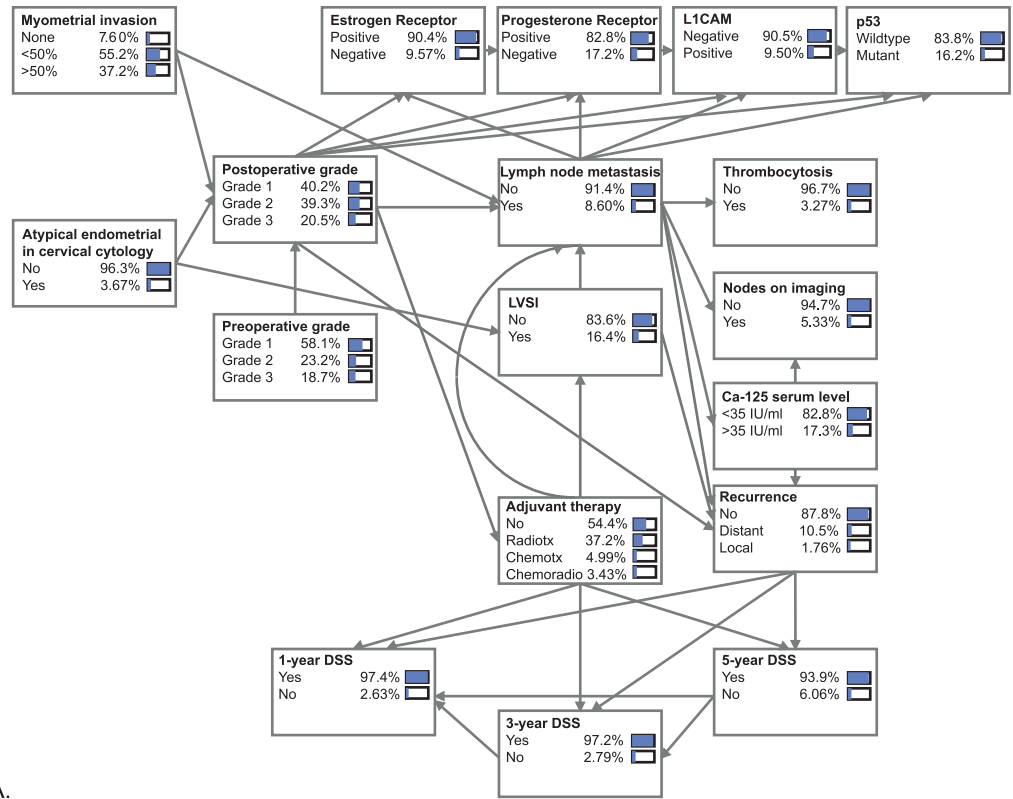 Myometrial invasion
None 7.60%
<50% 55.2%
>50% 37.2%
Estrogen Receptor
Positive 90.4%
Negative 9.57%
Progesterone Receptor
Positive 82.8%
Negative 17.2%
L1CAM
Negative 90.5%
Positive 9.50%
p53
Wildtype 83.8%
Mutant 16.2%
Postoperative grade
Grade 1 40.2%
Grade 2 39.3%
Grade 3 20.5%
Lymph node metastasis
No 91.4%
Yes 8.60%
Thrombocytosis
No 96.7%
Yes 3.27%
Atypical endometrial
in cervical cytology
No 96.3%
Yes 3.67%
Nodes on imaging
No 94.7%
Yes 5.33%
LVSI
No 83.6%
Yes 16.4%
Preoperative grade
Grade 1 58.1%
Grade 2 23.2%
Grade 3 18.7%
Ca-125 serum level
<35 IU/ml 82.8%
>35 IU/ml 17.3%
Adjuvant therapy
No 54.4%
Radiotx 37.2%
Chemotx 4.99%
Chemoradio 3.43%
Recurrence
No 87.8%
Distant 10.5%
Local 1.76%
1-year DSS
Yes 97.4%
No 2.63%
5-year DSS
Yes 93.9%
No 6.06%
3-year DSS
Yes 97.2%
No 2.79%
A.